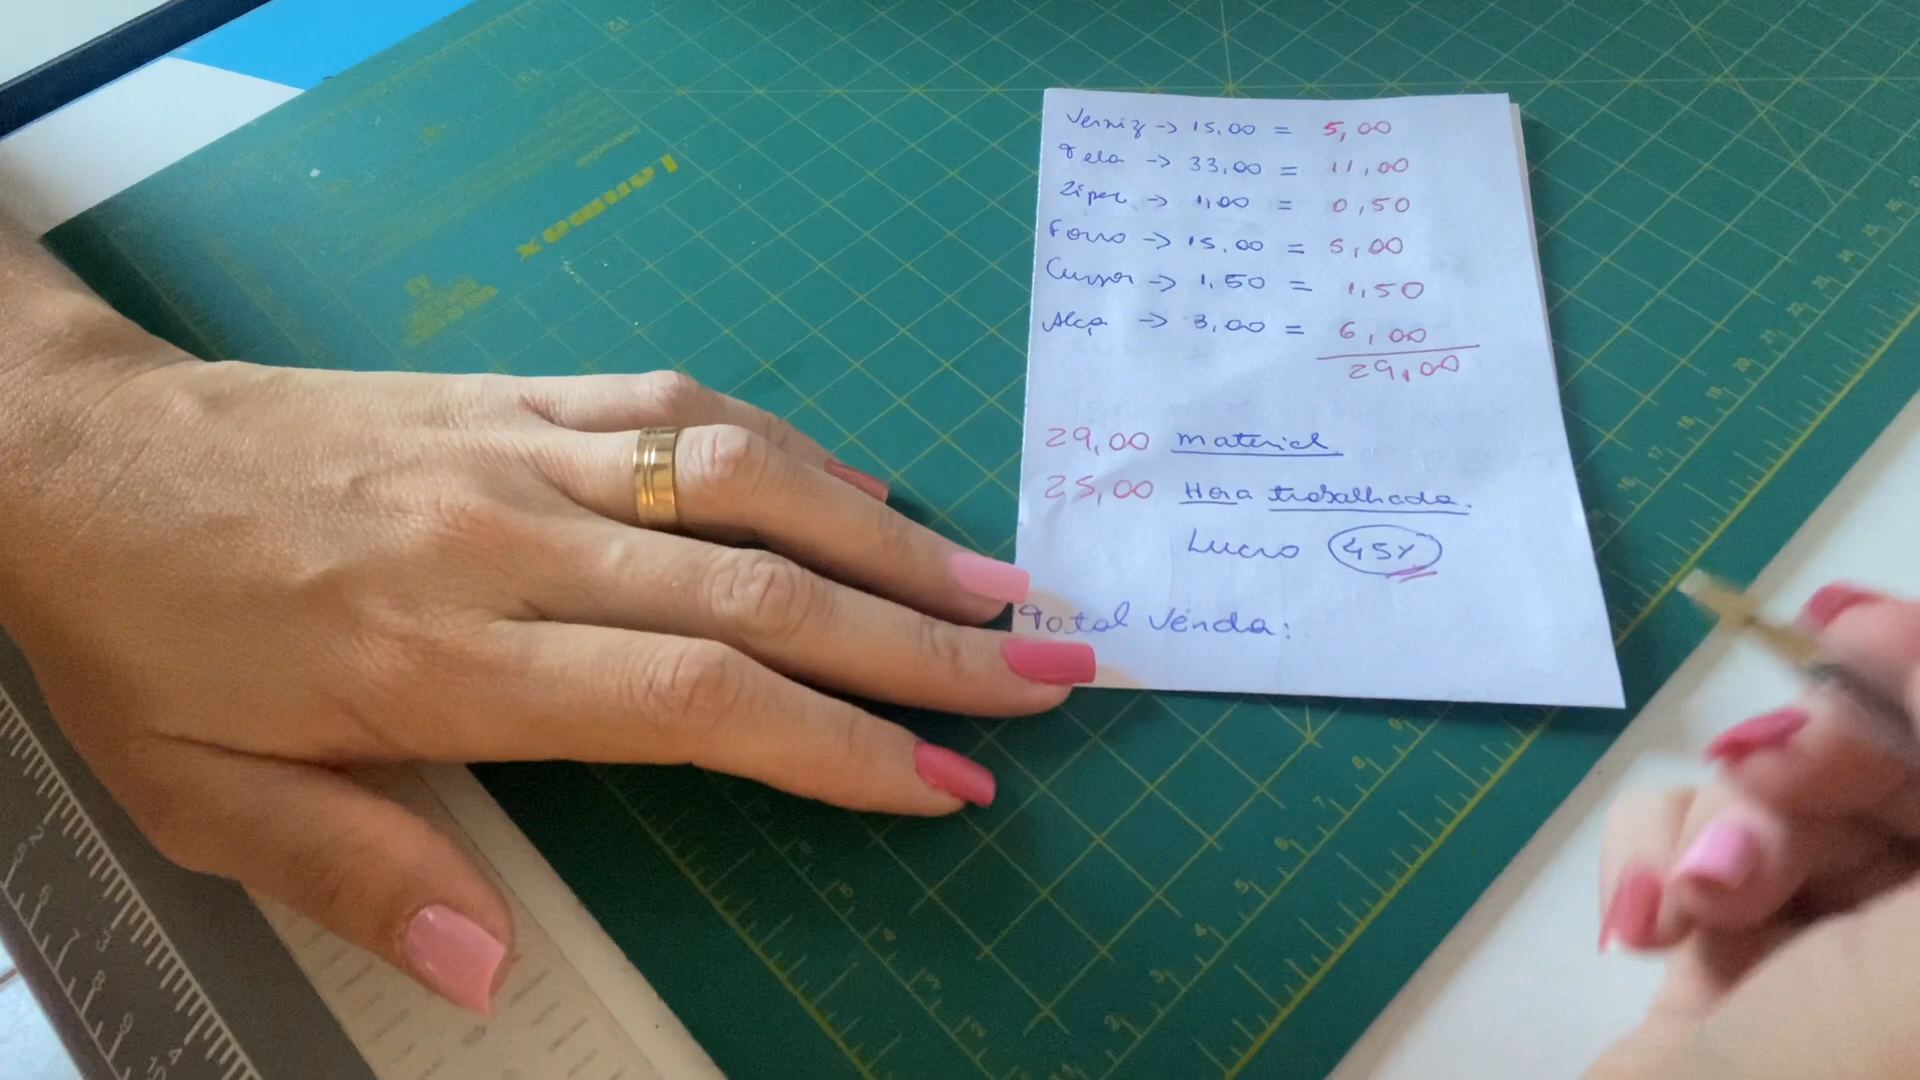 Verniz -> 15,00 = 5,00
Tela -> 33,00 = 11,00
Ziper -> 1,00 = 0,50
Forro -> 15,00 = 5,00
Cursor -> 1,50 = 1,50
Alça -> 3,00 = 6,00
29,00
29,00 material
25,00 Hora trabalhada.
Lucro 45%
Total Venda:
Lanmax